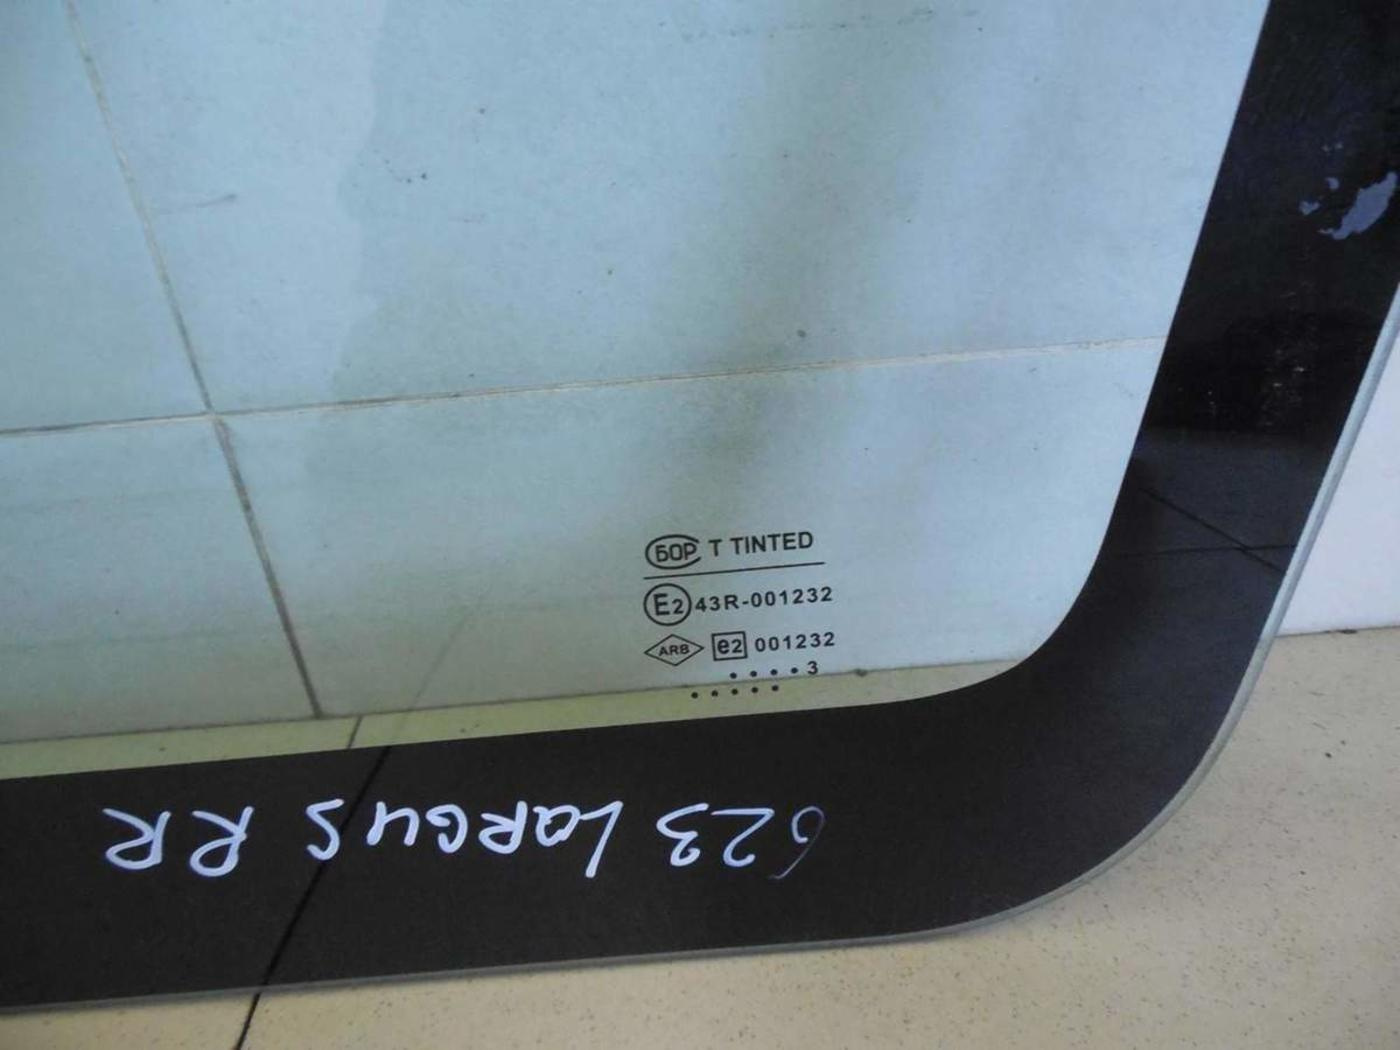 БОР T TINTED
E2 43R-001232
ARB e2 001232
. . . . 3
. . . . .
623 LARGUS RR